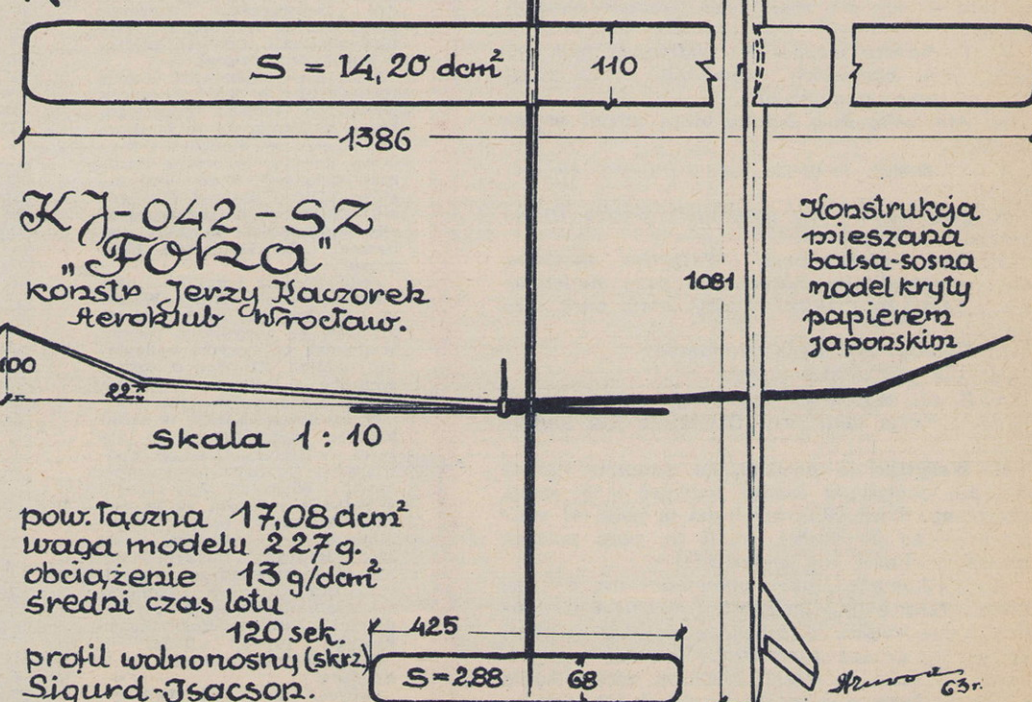 S = 14,20 dcm²
110
1386
KJ-042-SZ
„Foka"
konstr Jerzy Kaczorek
Aeroklub Wrocław.
Konstrukcja
mieszana
balsa-sosna
model kryty
papierem
japonskim
1081
100
22
skala 1 : 10
pow. łączna 17,08 dcm²
waga modelu 227 g.
obciążenie 13 g/dcm²
średni czas lotu
120 sek.
profil wolnonosny (skrz)
Sigurd-Isacson.
425
S=2,88
68
63r.